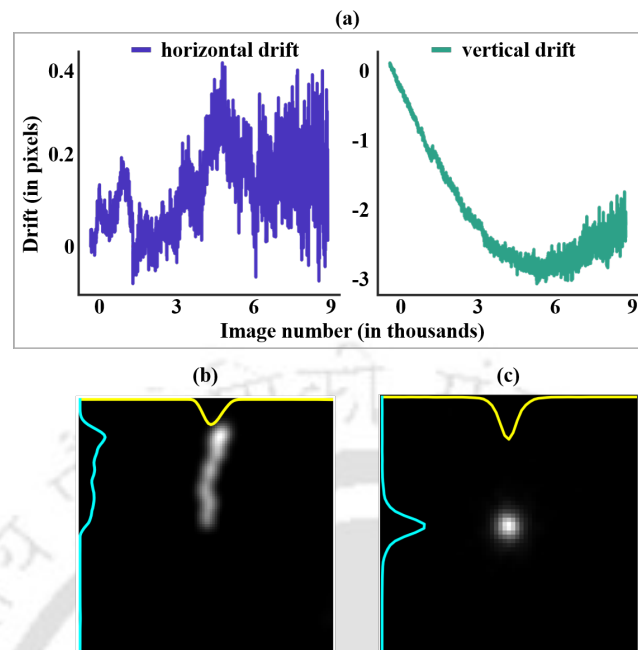 (a)
horizontal drift
vertical drift
Drift (in pixels)
0.4
0.2
0
0
-1
-2
-3
0 3 6 9
0 3 6 9
Image number (in thousands)
(b)
(c)